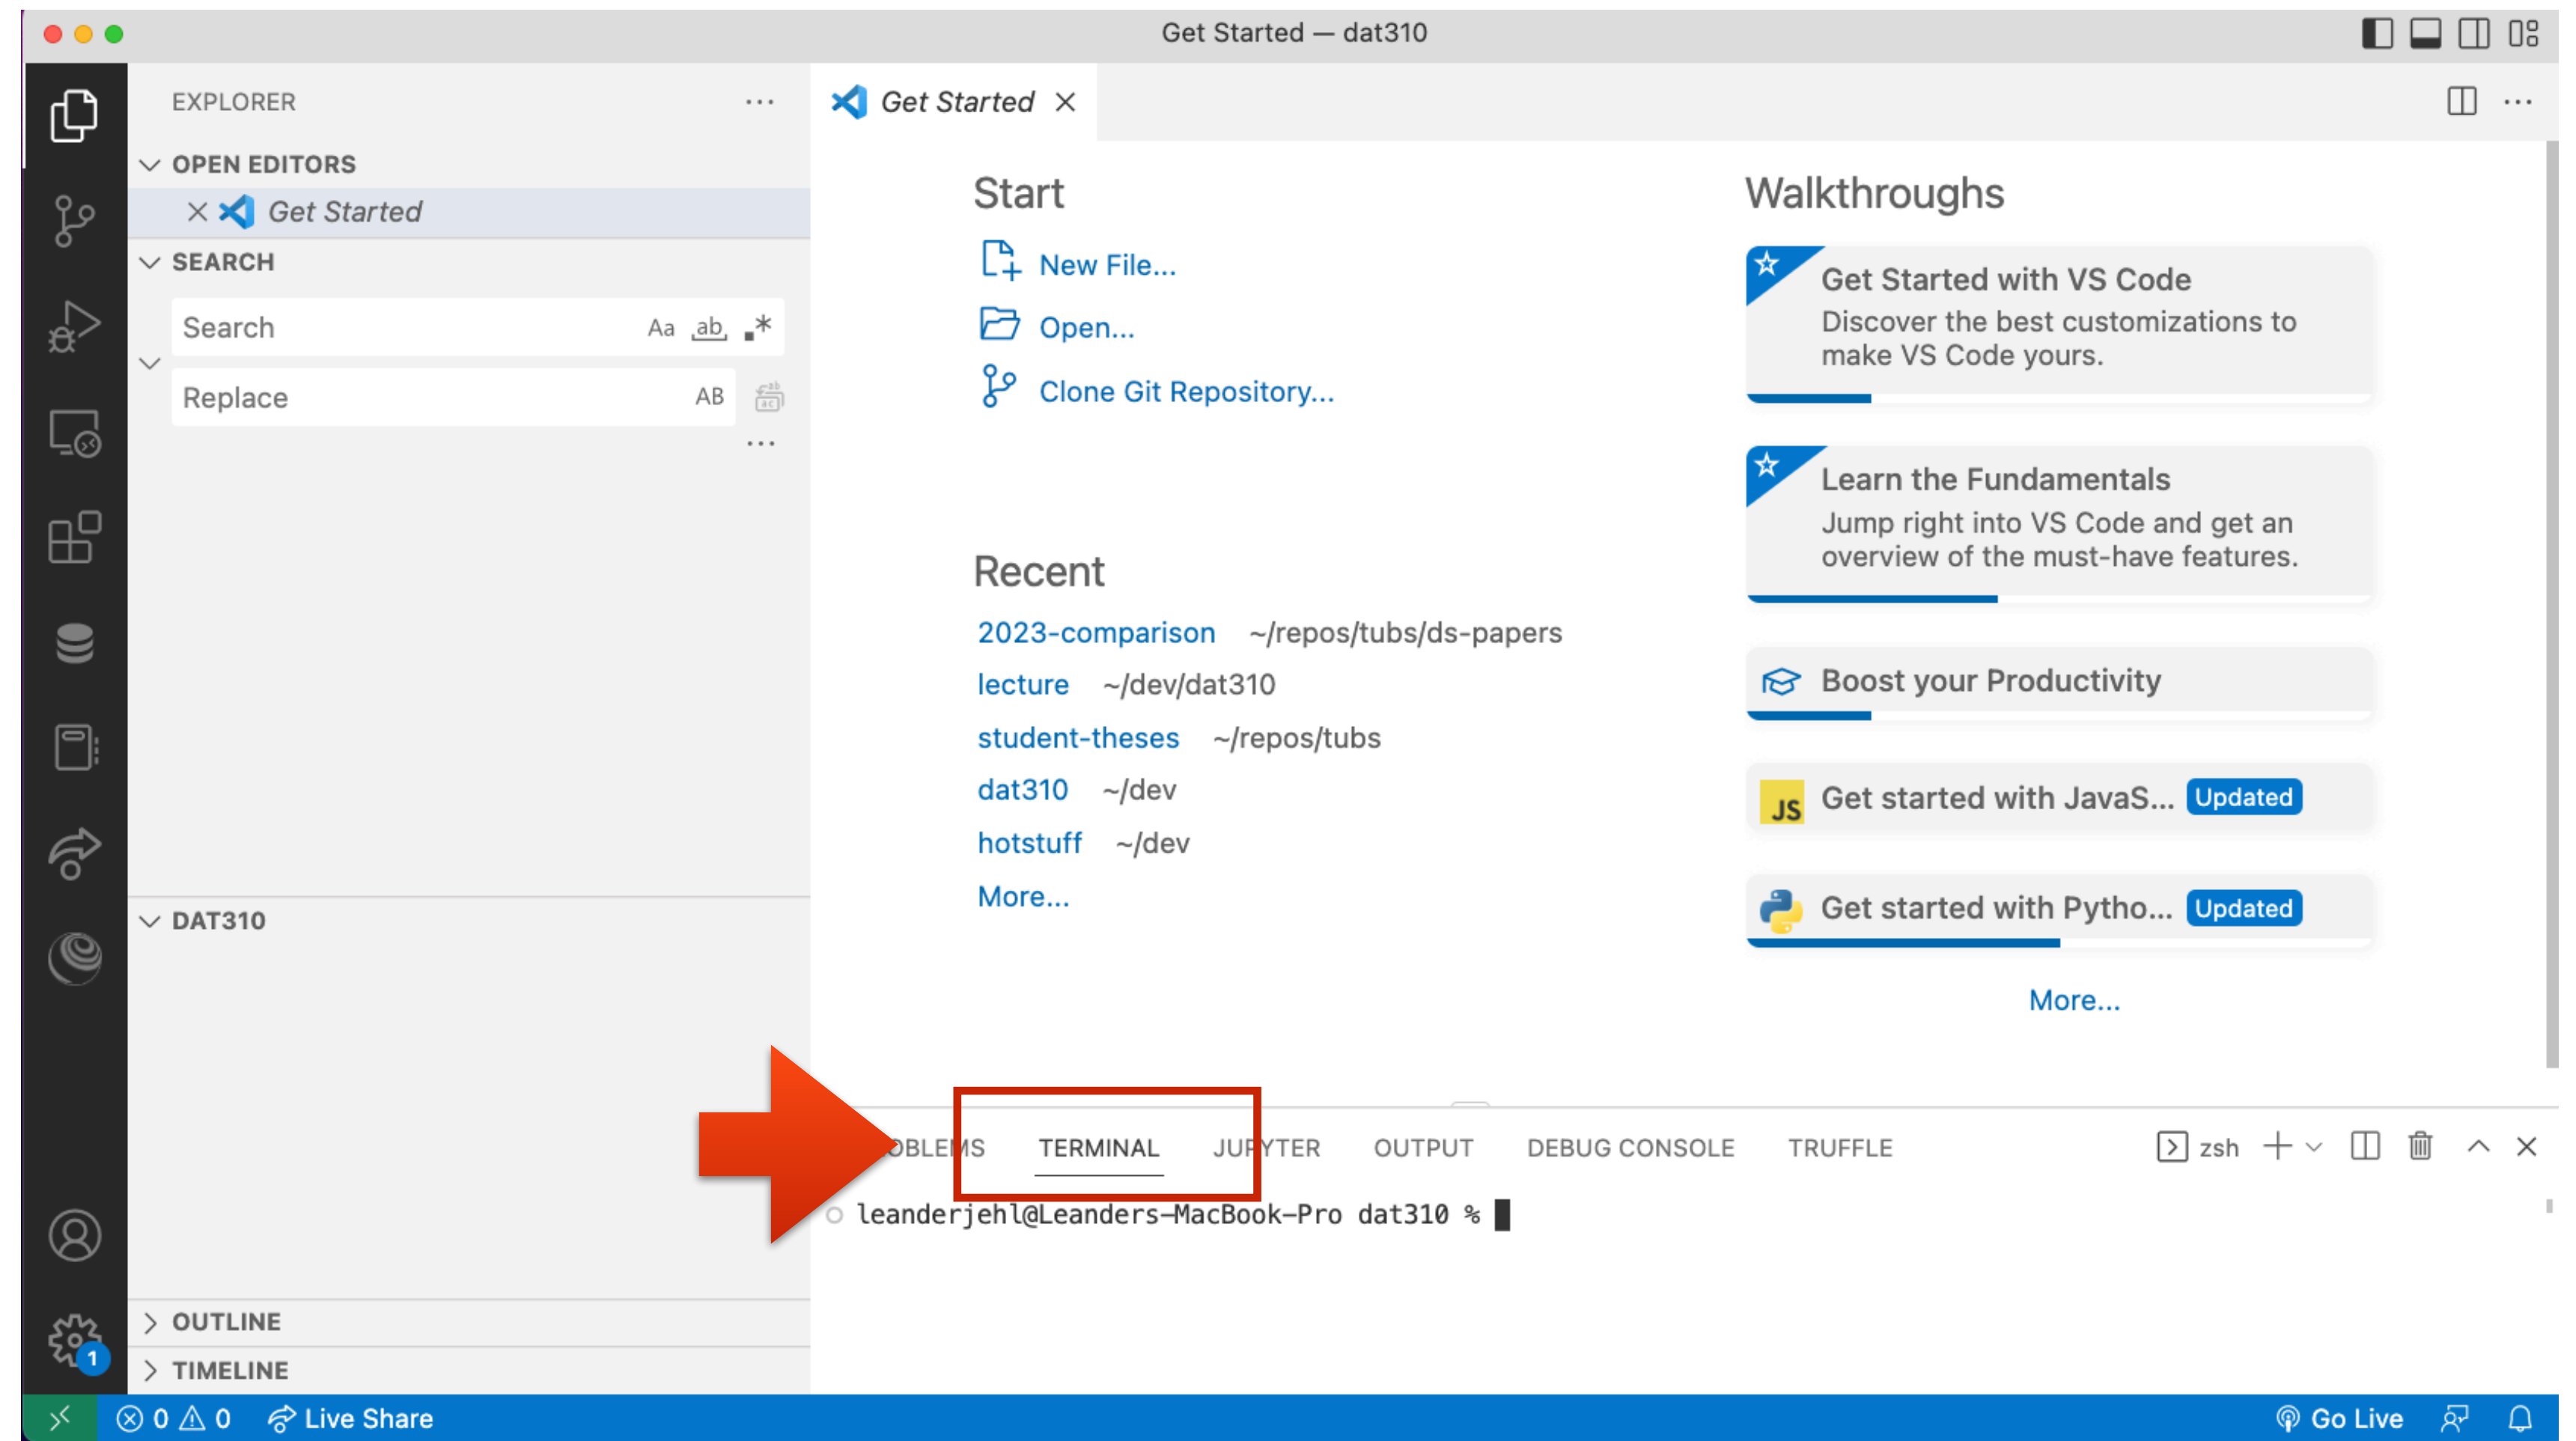 Get Started — dat310
EXPLORER
OPEN EDITORS
Get Started
SEARCH
Search
Aa ab
Replace
AB
DAT310
OUTLINE
TIMELINE
Get Started
Start
New File...
Open...
Clone Git Repository...
Recent
2023-comparison ~/repos/tubs/ds-papers
lecture ~/dev/dat310
student-theses ~/repos/tubs
dat310 ~/dev
hotstuff ~/dev
More...
Walkthroughs
Get Started with VS Code
Discover the best customizations to
make VS Code yours.
Learn the Fundamentals
Jump right into VS Code and get an
overview of the must-have features.
Boost your Productivity
JS Get started with JavaS... Updated
Get started with Pytho... Updated
More...
OBLEMS TERMINAL JUPYTER OUTPUT DEBUG CONSOLE TRUFFLE zsh
leanderjehl@Leanders-MacBook-Pro dat310 %
1
0 0 Live Share Go Live